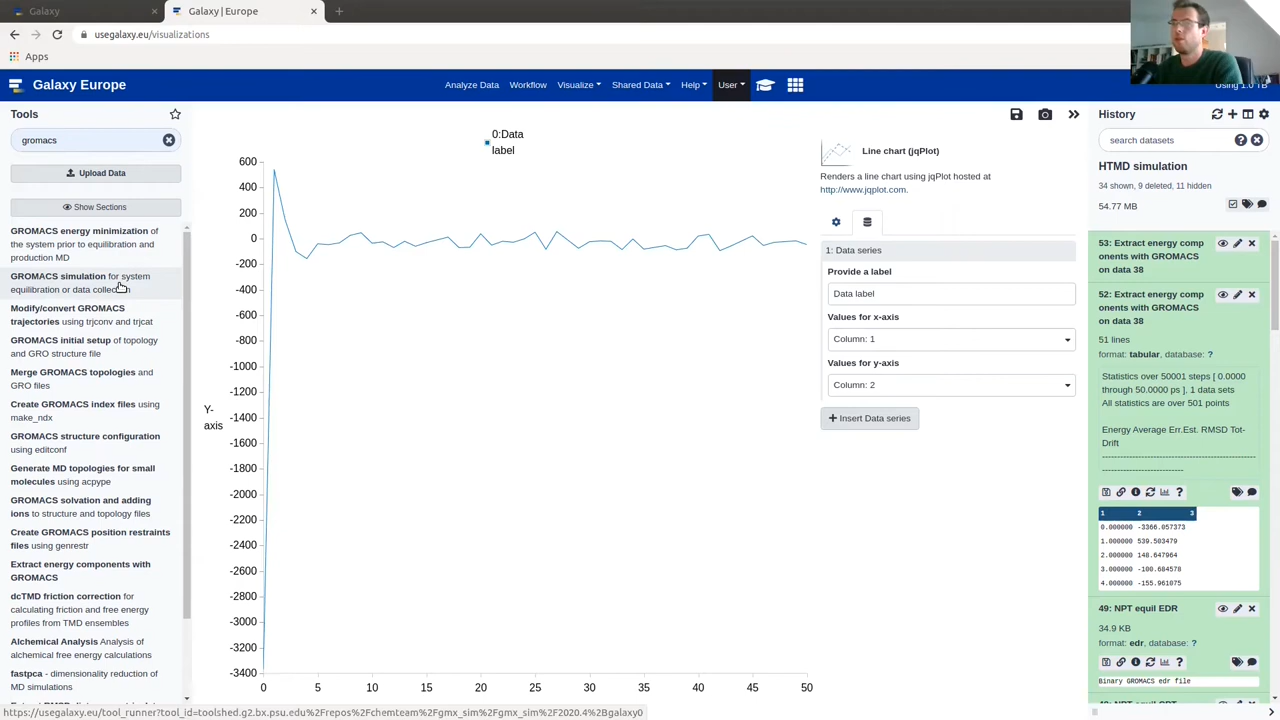 Galaxy
Galaxy | Europe
usegalaxy.eu/visualizations
Apps
Galaxy Europe
Analyze Data
Workflow
Visualize
Shared Data
Help
User
Using 1.0 TB
Tools
gromacs
Upload Data
Show Sections
GROMACS energy minimization of
the system prior to equilibration and
production MD
GROMACS simulation for system
equilibration or data collection
Modify/convert GROMACS
trajectories using trjconv and trjcat
GROMACS initial setup of topology
and GRO structure file
Merge GROMACS topologies and
GRO files
Create GROMACS index files using
make_ndx
GROMACS structure configuration
using editconf
Generate MD topologies for small
molecules using acpype
GROMACS solvation and adding
ions to structure and topology files
Create GROMACS position restraints
files using genrestr
Extract energy components with
GROMACS
dcTMD friction correction for
calculating friction and free energy
profiles from TMD ensembles
Alchemical Analysis Analysis of
alchemical free energy calculations
fastpca - dimensionality reduction of
MD simulations
https://usegalaxy.eu/tool_runner?tool_id=toolshed.g2.bx.psu.edu%2Frepos%2Fchemteam%2Fgmx_sim%2Fgmx_sim%2F2020.4%2Bgalaxy0
0:Data
label
600
400
200
0
-200
-400
-600
-800
-1000
-1200
-1400
-1600
-1800
-2000
-2200
-2400
-2600
-2800
-3000
-3200
-3400
Y-
axis
0
5
10
15
20
25
30
35
40
45
50
Line chart (jqPlot)
Renders a line chart using jqPlot hosted at
http://www.jqplot.com.
1: Data series
Provide a label
Data label
Values for x-axis
Column: 1
Values for y-axis
Column: 2
Insert Data series
History
search datasets
HTMD simulation
34 shown, 9 deleted, 11 hidden
54.77 MB
53: Extract energy comp
onents with GROMACS
on data 38
52: Extract energy comp
onents with GROMACS
on data 38
51 lines
format: tabular, database: ?
Statistics over 50001 steps [ 0.0000
through 50.0000 ps ], 1 data sets
All statistics are over 501 points
Energy Average Err.Est. RMSD Tot-
Drift
-------------------------------------------------
---------------------------
1 2 3
0.000000 -3366.057373
1.000000 539.503479
2.000000 148.647964
3.000000 -100.684578
4.000000 -155.961075
49: NPT equil EDR
34.9 KB
format: edr, database: ?
Binary GROMACS edr file